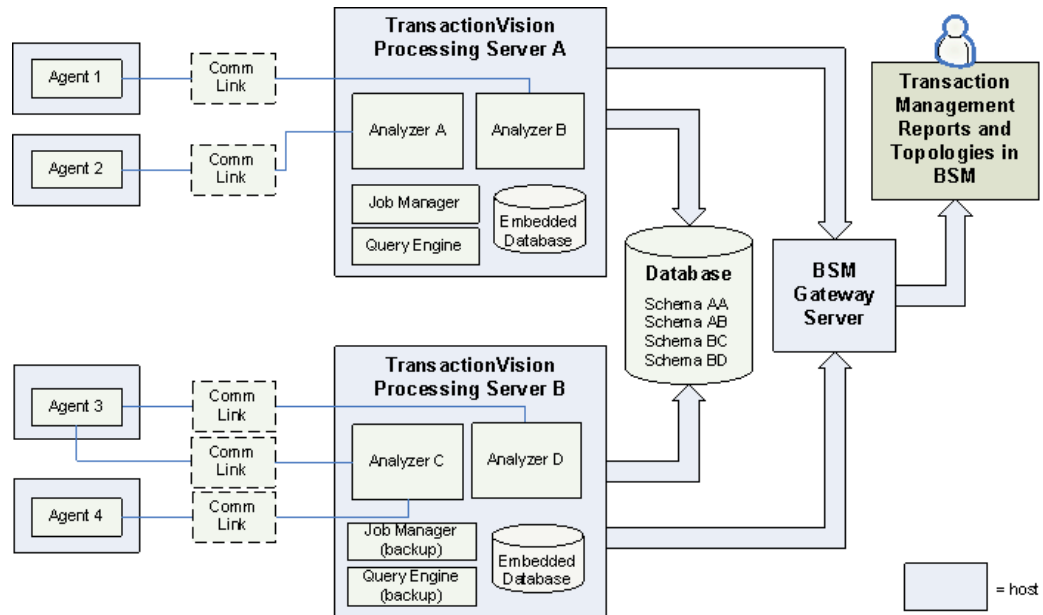 TransactionVision
Processing Server A
Agent 1
Comm
Link
Agent 2
Comm
Link
Analyzer A
Analyzer B
Job Manager
Query Engine
Embedded
Database
Transaction
Management
Reports and
Topologies in
BSM
Database
Schema AA
Schema AB
Schema BC
Schema BD
BSM
Gateway
Server
TransactionVision
Processing Server B
Agent 3
Comm
Link
Comm
Link
Agent 4
Comm
Link
Analyzer C
Analyzer D
Job Manager
(backup)
Query Engine
(backup)
Embedded
Database
= host